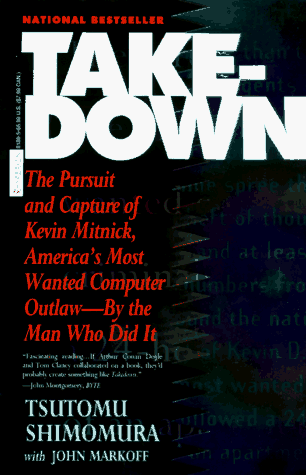 NATIONAL BESTSELLER
TAKE-
DOWN
The Pursuit
and Capture of
Kevin Mitnick,
America's Most
Wanted Computer
Outlaw—By the
Man Who Did It
"Fascinating reading...If Arthur Conan Doyle
and Tom Clancy collaborated on a book, they'd
probably create something like Takedown."
—John Montgomery, BYTE
TSUTOMU
SHIMOMURA
with JOHN MARKOFF